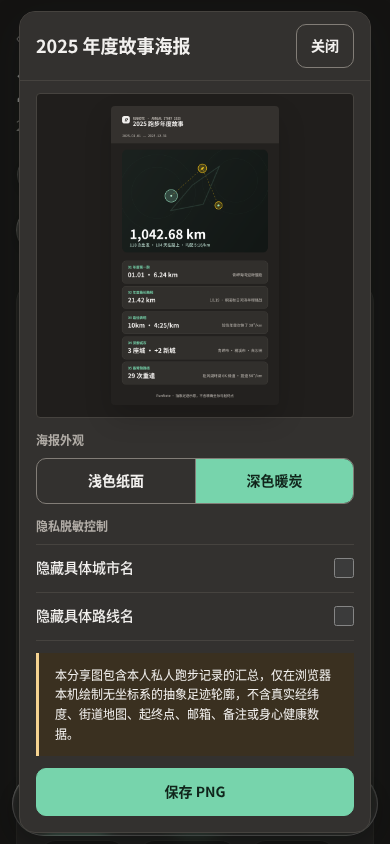 2025 年度故事海报
关闭
2025 跑步年度故事
1,042.68 km
01.01 · 6.24 km
21.42 km
10km · 4:25/km
3 座城 · +2 新城
29 次重逢
海报外观
浅色纸面
深色暖炭
隐私脱敏控制
隐藏具体城市名
隐藏具体路线名
本分享图包含本人私人跑步记录的汇总，仅在浏览器
本机绘制无坐标系的抽象足迹轮廓，不含真实经纬
度、街道地图、起终点、邮箱、备注或身心健康数
据。
保存 PNG